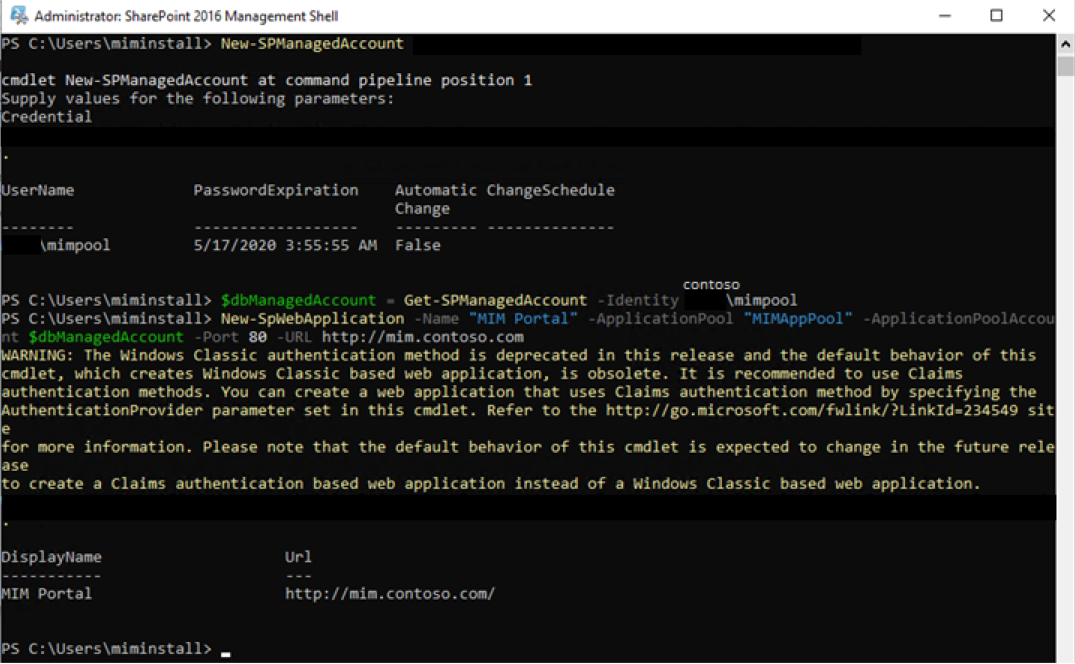 Administrator: SharePoint 2016 Management Shell
PS C:\Users\miminstall> New-SPManagedAccount
cmdlet New-SPManagedAccount at command pipeline position 1
Supply values for the following parameters:
Credential
.
UserName PasswordExpiration Automatic ChangeSchedule
Change
-------- ------------------ --------- --------------
\mimpool 5/17/2020 3:55:55 AM False
contoso
PS C:\Users\miminstall> $dbManagedAccount = Get-SPManagedAccount -Identity \mimpool
PS C:\Users\miminstall> New-SpWebApplication -Name "MIM Portal" -ApplicationPool "MIMAppPool" -ApplicationPoolAccou
nt $dbManagedAccount -Port 80 -URL http://mim.contoso.com
WARNING: The Windows Classic authentication method is deprecated in this release and the default behavior of this
cmdlet, which creates Windows Classic based web application, is obsolete. It is recommended to use Claims
authentication methods. You can create a web application that uses Claims authentication method by specifying the
AuthenticationProvider parameter set in this cmdlet. Refer to the http://go.microsoft.com/fwlink/?LinkId=234549 sit
e
for more information. Please note that the default behavior of this cmdlet is expected to change in the future rele
ase
to create a Claims authentication based web application instead of a Windows Classic based web application.
.
DisplayName Url
----------- ---
MIM Portal http://mim.contoso.com/
PS C:\Users\miminstall> _